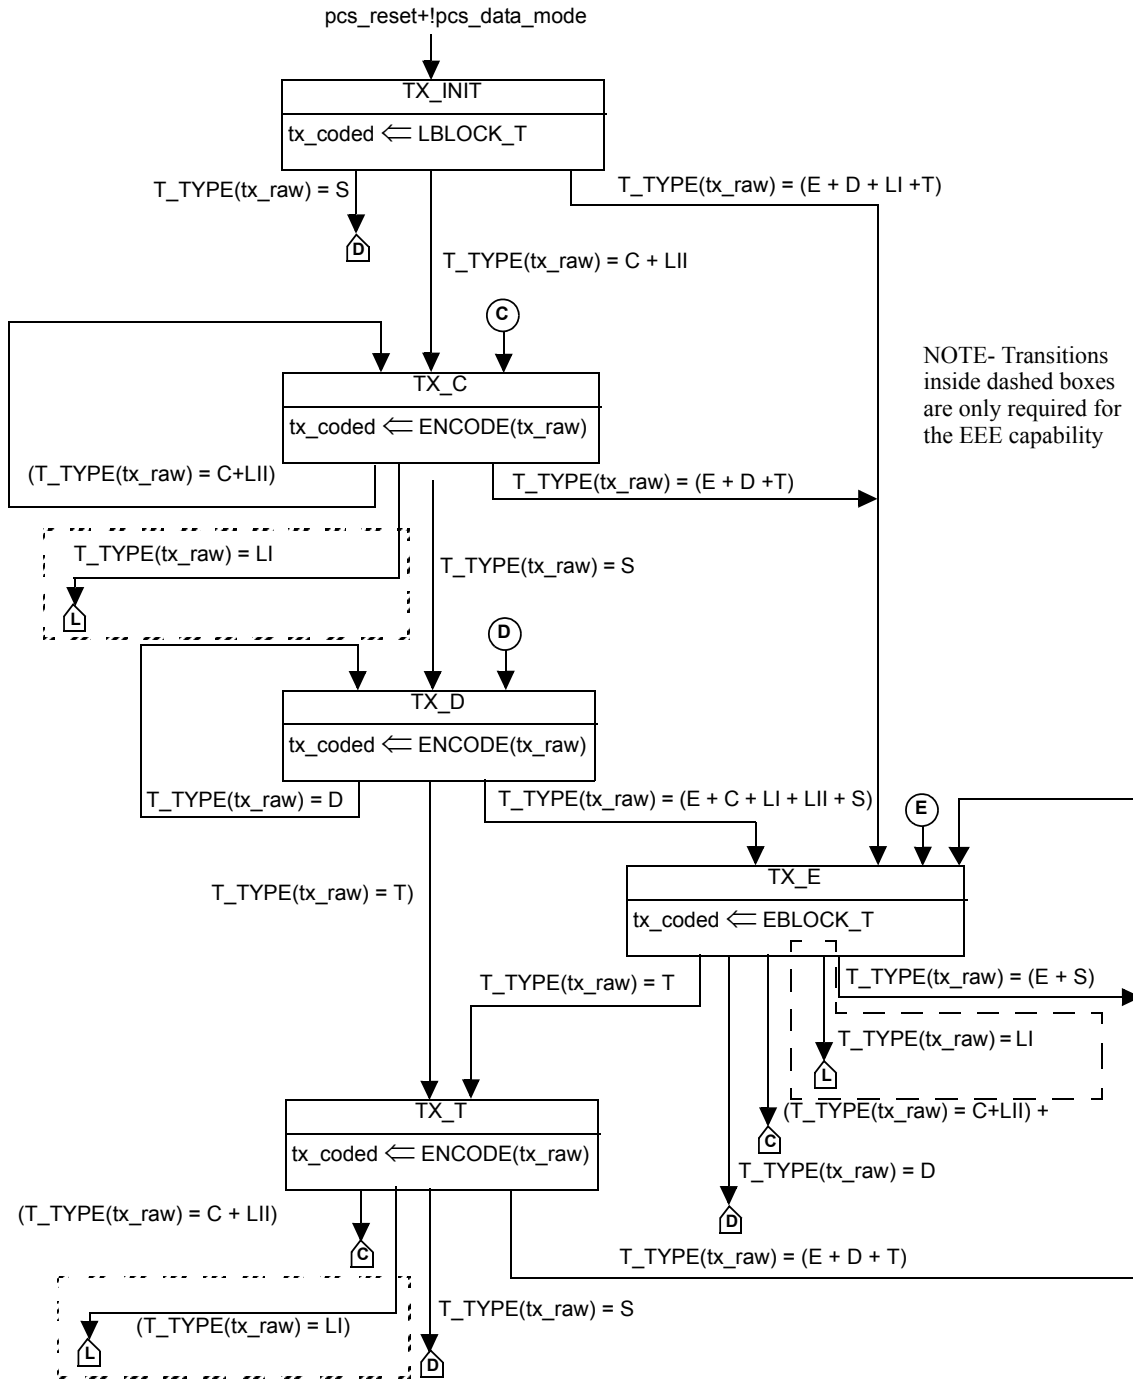 pcs_reset+!pcs_data_mode
TX_INIT
tx_coded ⇐ LBLOCK_T
T_TYPE(tx_raw) = S
T_TYPE(tx_raw) = (E + D + LI +T)
D
T_TYPE(tx_raw) = C + LII
C
NOTE- Transitions
inside dashed boxes
are only required for
the EEE capability
TX_C
tx_coded ⇐ ENCODE(tx_raw)
(T_TYPE(tx_raw) = C+LII)
T_TYPE(tx_raw) = (E + D +T)
T_TYPE(tx_raw) = LI
T_TYPE(tx_raw) = S
L
D
TX_D
tx_coded ⇐ ENCODE(tx_raw)
T_TYPE(tx_raw) = D
T_TYPE(tx_raw) = (E + C + LI + LII + S)
E
T_TYPE(tx_raw) = T)
TX_E
tx_coded ⇐ EBLOCK_T
T_TYPE(tx_raw) = T
T_TYPE(tx_raw) = (E + S)
T_TYPE(tx_raw) = LI
L
(T_TYPE(tx_raw) = C+LII) +
C
T_TYPE(tx_raw) = D
D
TX_T
tx_coded ⇐ ENCODE(tx_raw)
(T_TYPE(tx_raw) = C + LII)
C
T_TYPE(tx_raw) = (E + D + T)
(T_TYPE(tx_raw) = LI)
T_TYPE(tx_raw) = S
L
D